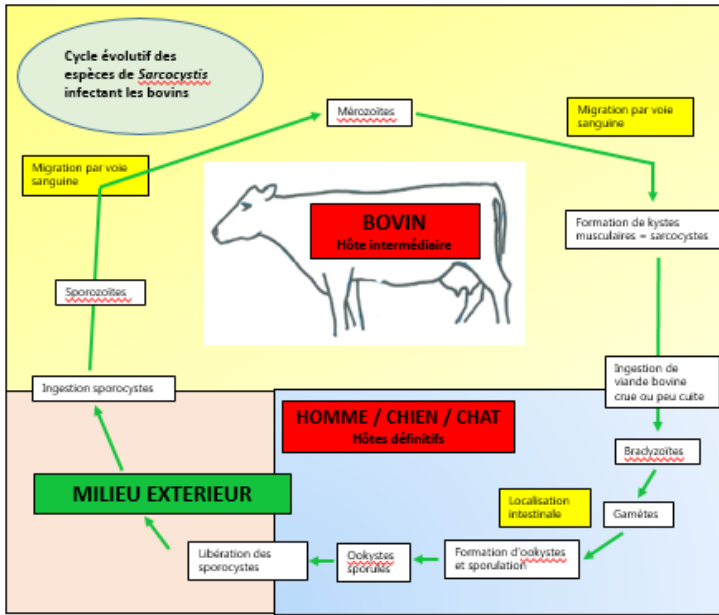 Cycle évolutif des
espèces de Sarcocystis
infectant les bovins
Mérozoïtes
Migration par voie
sanguine
Migration par voie
sanguine
BOVIN
Hôte intermédiaire
Formation de kystes
musculaires = sarcocystes
Sporozoïtes
Ingestion sporocystes
Ingestion de
viande bovine
crue ou peu cuite
HOMME / CHIEN / CHAT
Hôtes définitifs
Bradyzoïtes
MILIEU EXTERIEUR
Localisation
intestinale
Gamètes
Libération des
sporocystes
Ookystes
sporulés
Formation d'ookystes
et sporulation